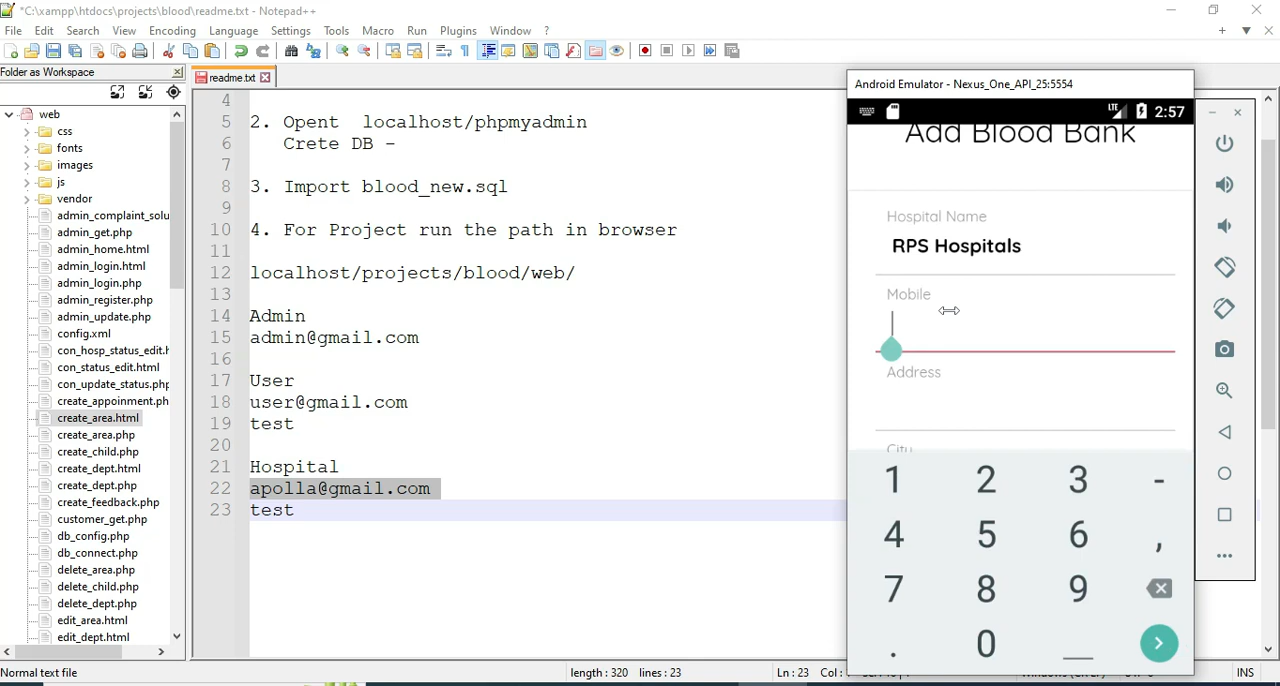 *C:\xampp\htdocs\projects\blood\readme.txt - Notepad++
File Edit Search View Encoding Language Settings Tools Macro Run Plugins Window ?
Folder as Workspace
readme.txt
web
css
fonts
images
js
vendor
admin_complaint_solu
admin_get.php
admin_home.html
admin_login.html
admin_login.php
admin_register.php
admin_update.php
config.xml
con_hosp_status_edit.h
con_status_edit.html
con_update_status.php
create_appoinment.ph
create_area.html
create_area.php
create_child.php
create_dept.html
create_dept.php
create_feedback.php
customer_get.php
db_config.php
db_connect.php
delete_area.php
delete_child.php
delete_dept.php
edit_area.html
edit_dept.html
4
5 2. Opent localhost/phpmyadmin
6 Crete DB -
7
8 3. Import blood_new.sql
9
10 4. For Project run the path in browser
11
12 localhost/projects/blood/web/
13
14 Admin
15 admin@gmail.com
16
17 User
18 user@gmail.com
19 test
20
21 Hospital
22 apolla@gmail.com
23 test
Android Emulator - Nexus_One_API_25:5554
LTE 2:57
Add Blood Bank
Hospital Name
RPS Hospitals
Mobile
Address
City
1 2 3 -
4 5 6 ,
7 8 9
. 0 _
Normal text file length : 320 lines : 23 Ln : 23 Col : INS